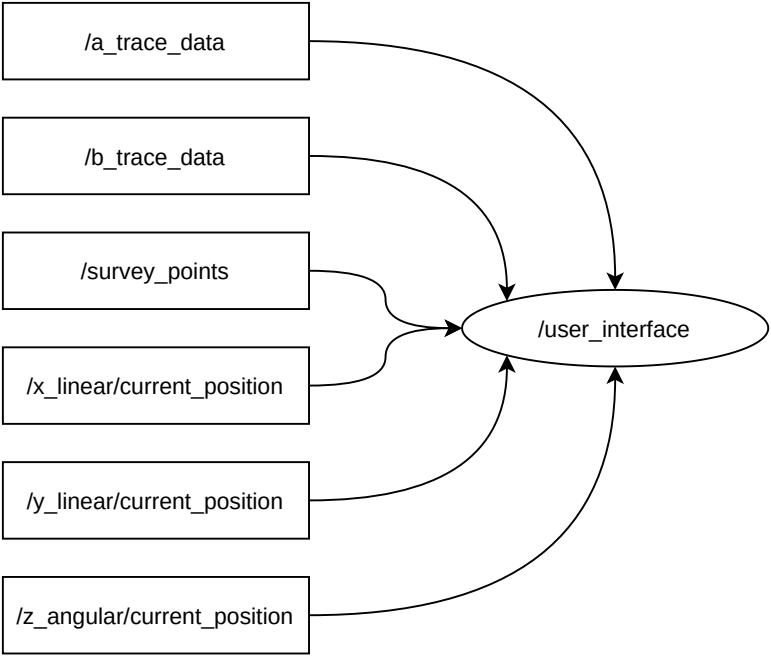 /a_trace_data
/b_trace_data
/survey_points
/user_interface
/x_linear/current_position
/y_linear/current_position
/z_angular/current_position